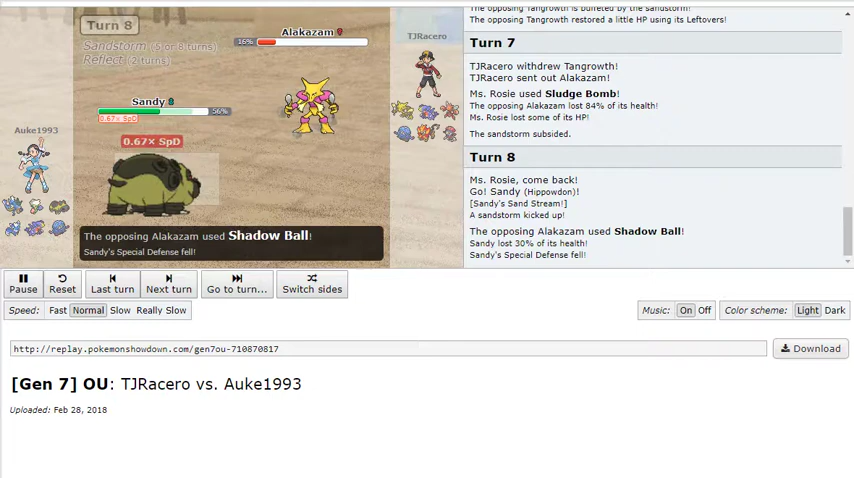 Turn 8
Sandstorm (5 or 8 turns)
Reflect (2 turns)
Alakazam
16%
Sandy
56%
0.67× SpD
0.67× SpD
Auke1993
TJRacero
The opposing Alakazam used Shadow Ball!
Sandy's Special Defense fell!
The opposing Tangrowth is buffeted by the sandstorm!
The opposing Tangrowth restored a little HP using its Leftovers!
Turn 7
TJRacero withdrew Tangrowth!
TJRacero sent out Alakazam!
Ms. Rosie used Sludge Bomb!
The opposing Alakazam lost 84% of its health!
Ms. Rosie lost some of its HP!
The sandstorm subsided.
Turn 8
Ms. Rosie, come back!
Go! Sandy (Hippowdon)!
[Sandy's Sand Stream!]
A sandstorm kicked up!
The opposing Alakazam used Shadow Ball!
Sandy lost 30% of its health!
Sandy's Special Defense fell!
Pause Reset Last turn Next turn Go to turn... Switch sides
Speed: Fast Normal Slow Really Slow
Music: On Off
Color scheme: Light Dark
http://replay.pokemonshowdown.com/gen7ou-710870817
Download
[Gen 7] OU: TJRacero vs. Auke1993
Uploaded: Feb 28, 2018